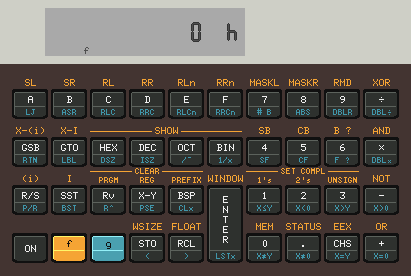 0 h
f
SL SR RL RR RLn RRn MASKL MASKR RMD XOR
A B C D E F 7 8 9 ÷
LJ ASR RLC RRC RLCn RRCn # B ABS DBLR DBL÷
X-(i) X-I SHOW SB CB B ? AND
GSB GTO HEX DEC OCT BIN 4 5 6 ×
RTN LBL DSZ ISZ √‾ 1/x SF CF F ? DBLx
(i) I CLEAR SET COMPL NOT
PRGM REG PREFIX WINDOW 1's 2's UNSIGN
R/S SST Rv X-Y BSP ENTER 1 2 3 -
P/R BST R^ PSE CLx LSTx X≤Y X<0 X>Y X>0
WSIZE FLOAT MEM STATUS EEX OR
ON f g STO RCL 0 . CHS +
< > X≠Y X≠0 X=Y X=0